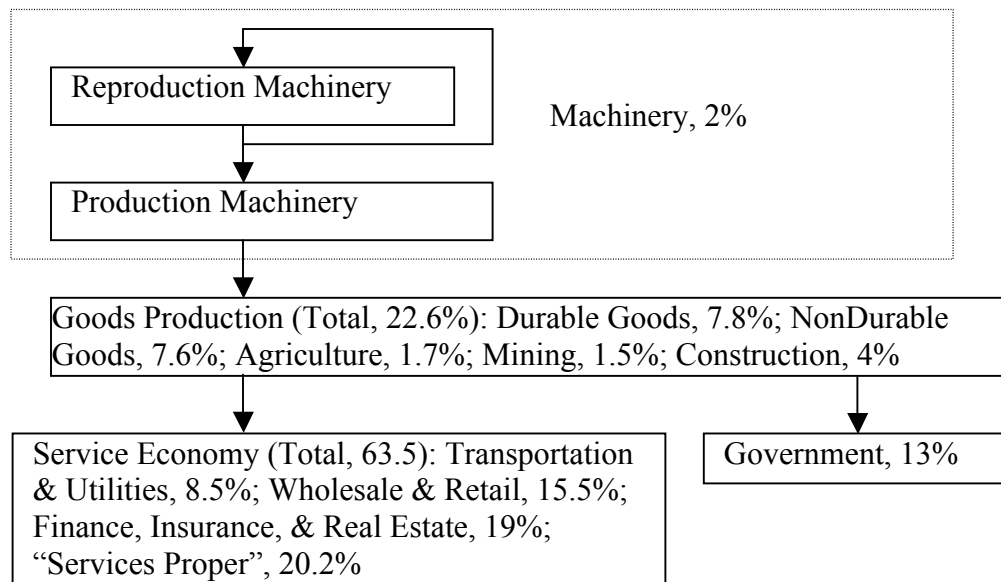 Reproduction Machinery
Machinery, 2%
Production Machinery
Goods Production (Total, 22.6%): Durable Goods, 7.8%; NonDurable
Goods, 7.6%; Agriculture, 1.7%; Mining, 1.5%; Construction, 4%
Service Economy (Total, 63.5): Transportation
& Utilities, 8.5%; Wholesale & Retail, 15.5%;
Finance, Insurance, & Real Estate, 19%;
“Services Proper”, 20.2%
Government, 13%